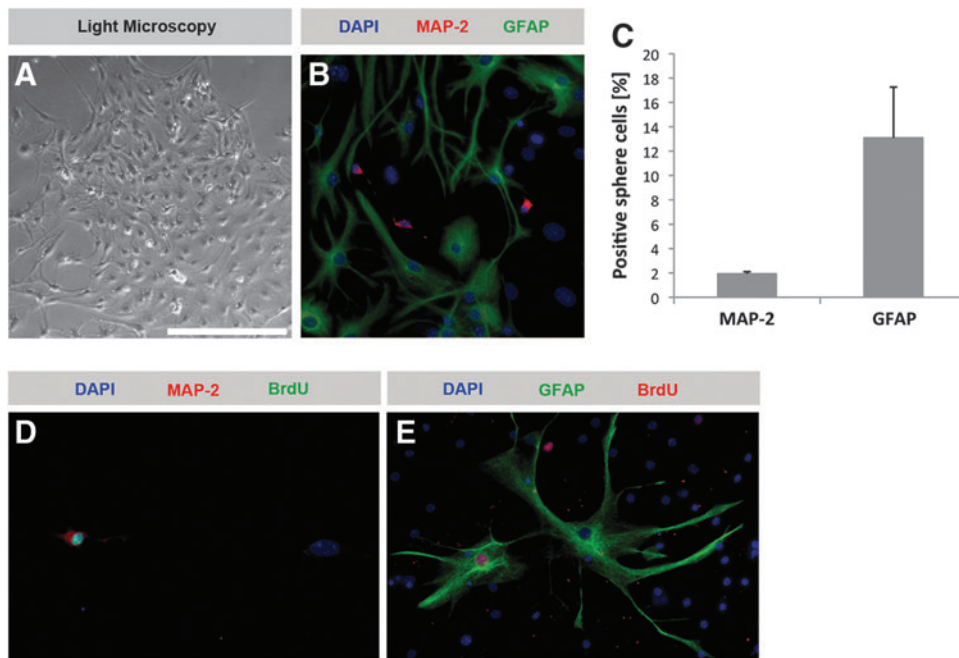 Light Microscopy
DAPI MAP-2 GFAP
A
B
C
Positive sphere cells [%]
20
18
16
14
12
10
8
6
4
2
0
MAP-2 GFAP
DAPI MAP-2 BrdU
DAPI GFAP BrdU
D
E